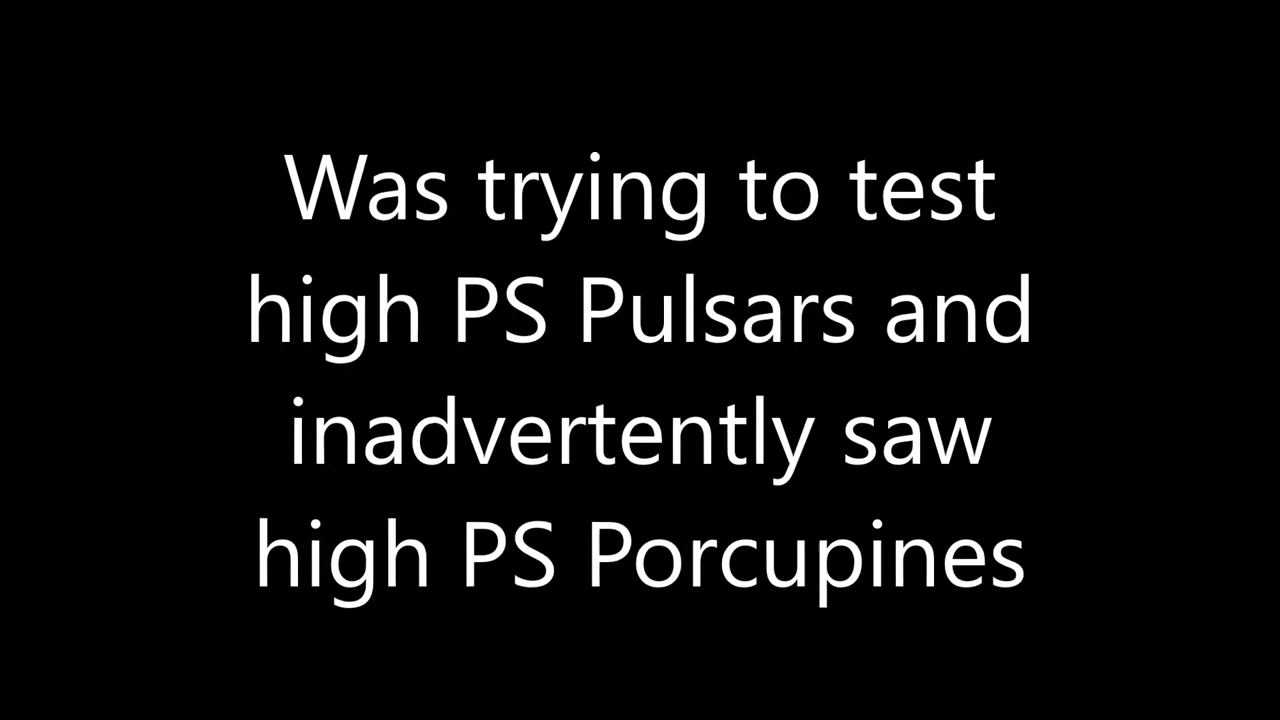 Was trying to test
high PS Pulsars and
inadvertently saw
high PS Porcupines